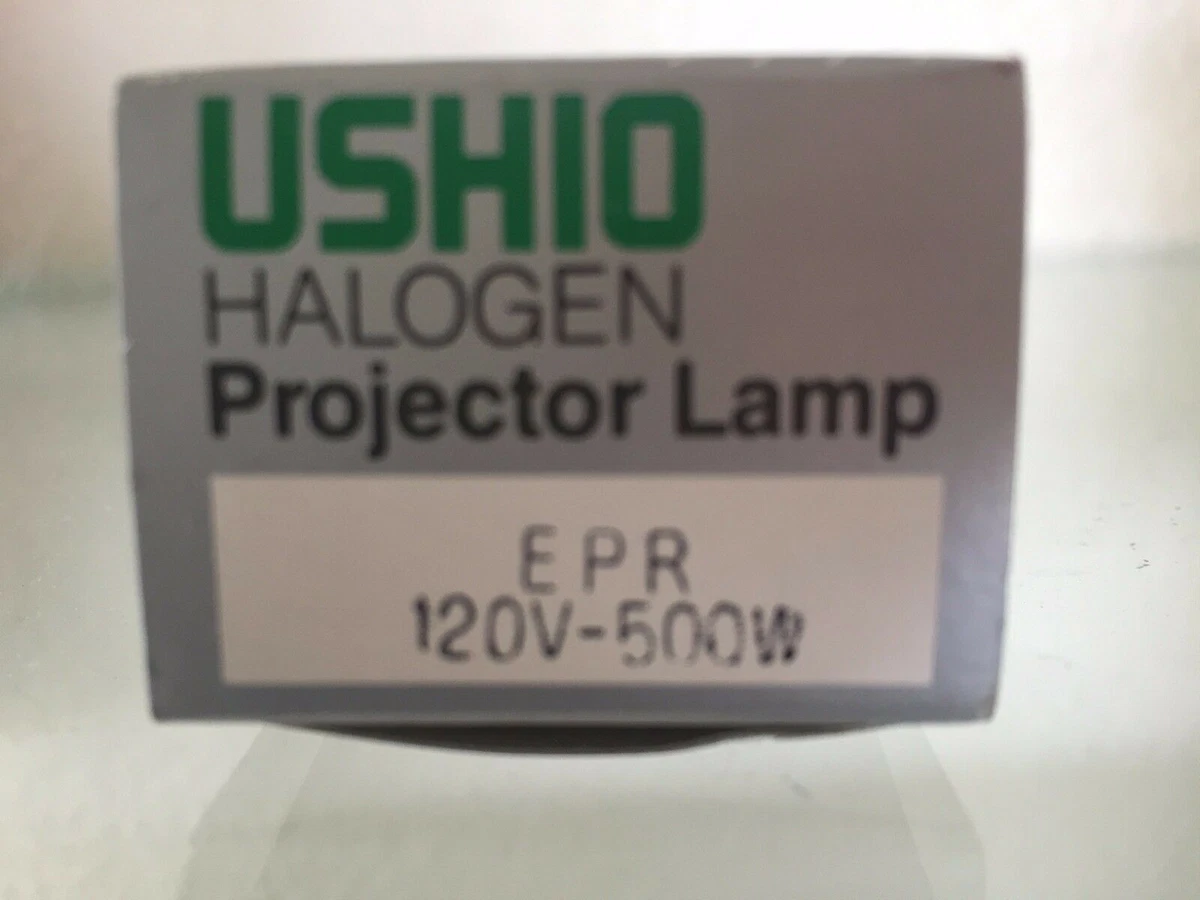 USHIO
HALOGEN
Projector Lamp
EPR
120V-500W